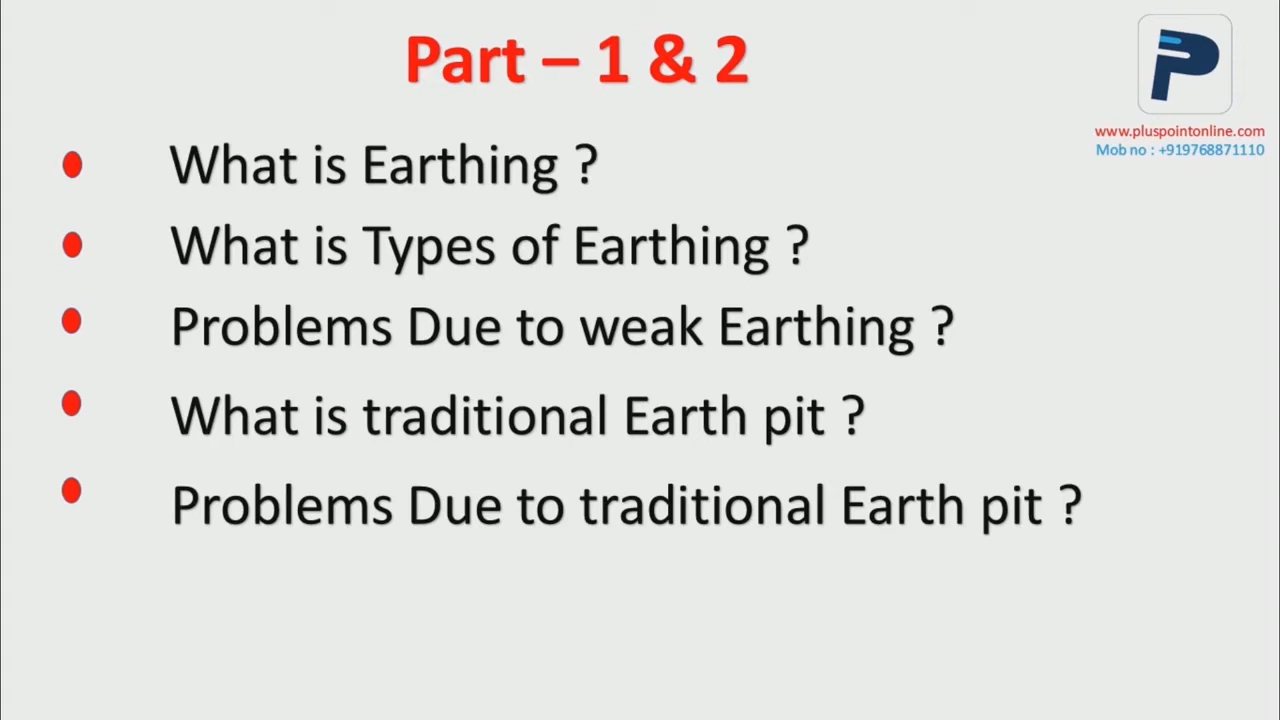 Part – 1 & 2
www.pluspointonline.com
Mob no : +919768871110
What is Earthing ?
What is Types of Earthing ?
Problems Due to weak Earthing ?
What is traditional Earth pit ?
Problems Due to traditional Earth pit ?